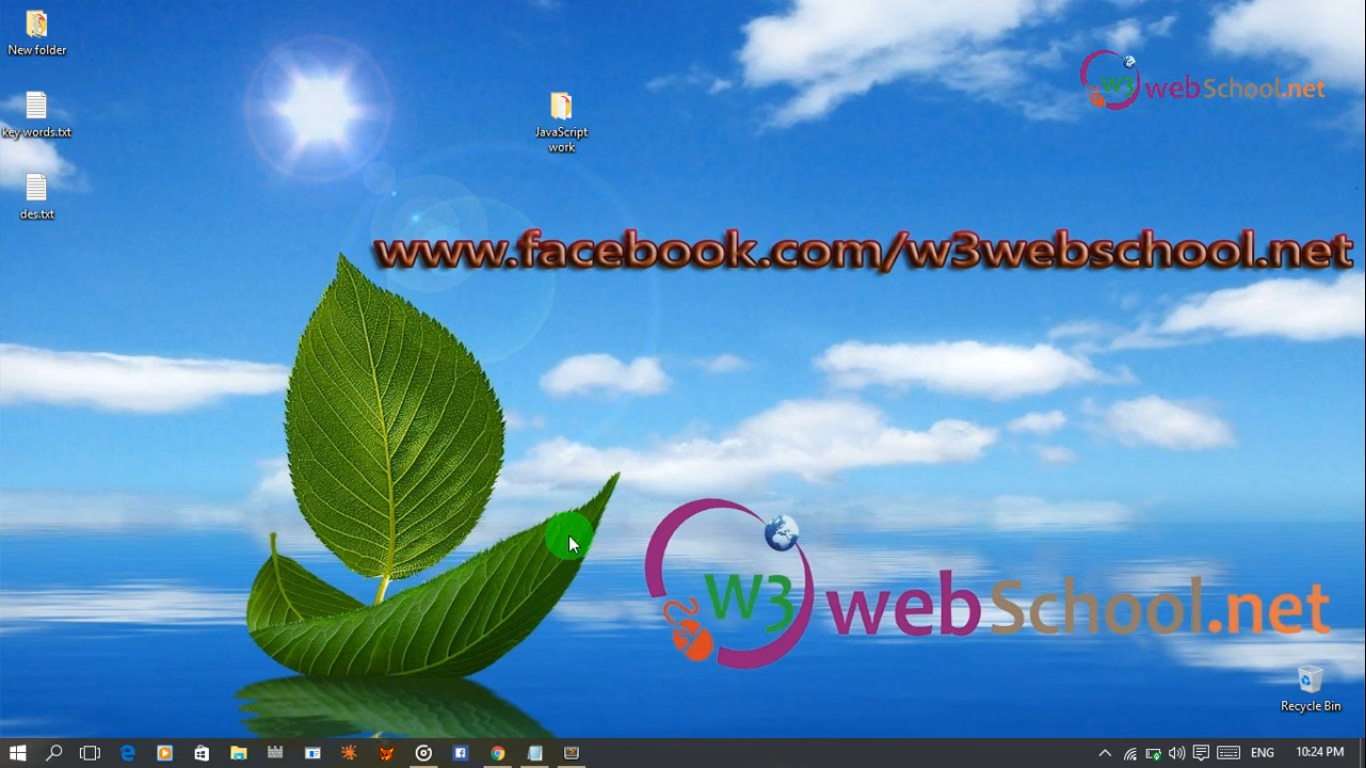 New folder
key words.txt
des.txt
JavaScript
work
W3 webSchool.net
www.facebook.com/w3webschool.net
W3 webSchool.net
Recycle Bin
ENG
10:24 PM